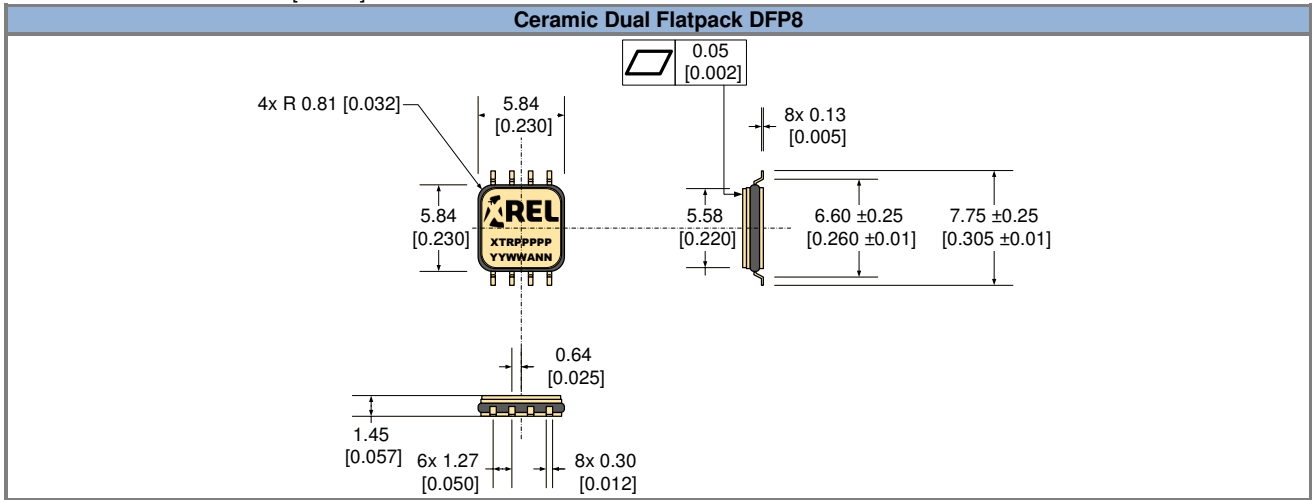 Ceramic Dual Flatpack DFP8
0.05
[0.002]
4x R 0.81 [0.032]
5.84
[0.230]
8x 0.13
[0.005]
5.84
[0.230]
XREL
XTRPPPPP
YYWWANN
5.58
[0.220]
6.60 ±0.25
[0.260 ±0.01]
7.75 ±0.25
[0.305 ±0.01]
0.64
[0.025]
1.45
[0.057]
6x 1.27
[0.050]
8x 0.30
[0.012]